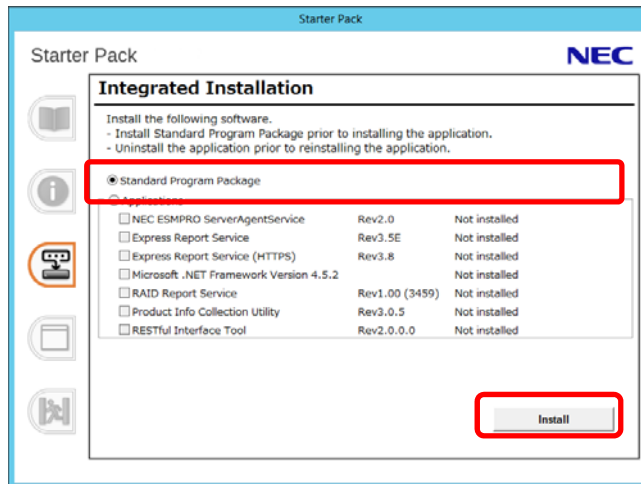 Starter Pack
Starter Pack NEC
Integrated Installation
Install the following software.
- Install Standard Program Package prior to installing the application.
- Uninstall the application prior to reinstalling the application.
Standard Program Package
Applications
NEC ESMPRO ServerAgentService Rev2.0 Not installed
Express Report Service Rev3.5E Not installed
Express Report Service (HTTPS) Rev3.8 Not installed
Microsoft .NET Framework Version 4.5.2 Not installed
RAID Report Service Rev1.00 (3459) Not installed
Product Info Collection Utility Rev3.0.5 Not installed
RESTful Interface Tool Rev2.0.0.0 Not installed
Install